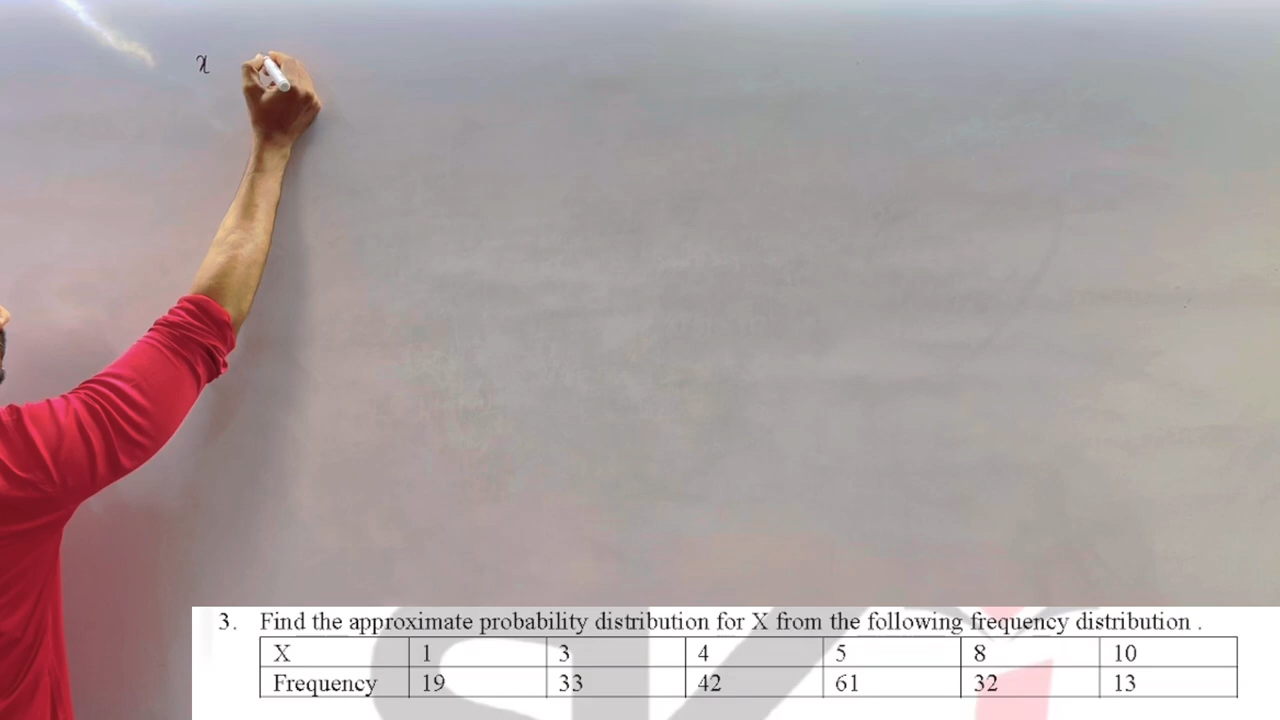 x
3. Find the approximate probability distribution for X from the following frequency distribution .
X 1 3 4 5 8 10
Frequency 19 33 42 61 32 13